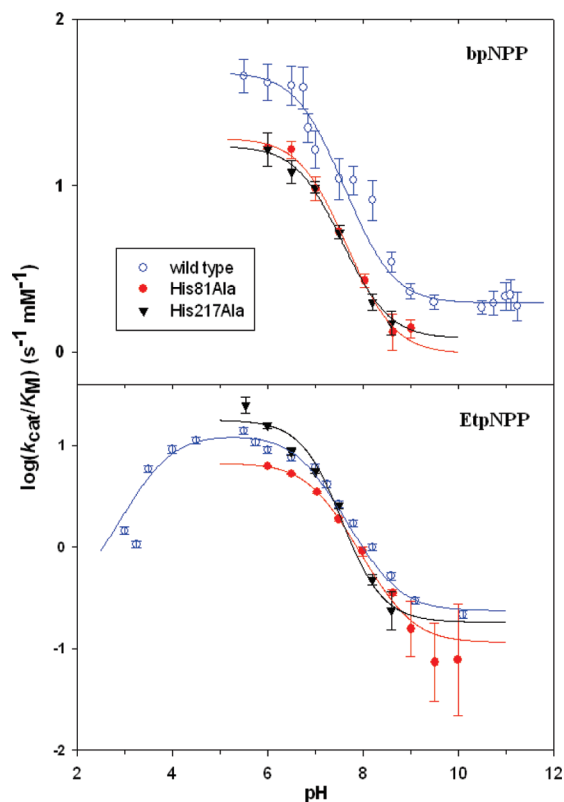 2
bpNPP
1
wild type
His81Ala
His217Ala
0
log(kcat/KM) (s⁻¹ mM⁻¹)
EtpNPP
1
0
-1
-2
2 4 6 8 10 12
pH